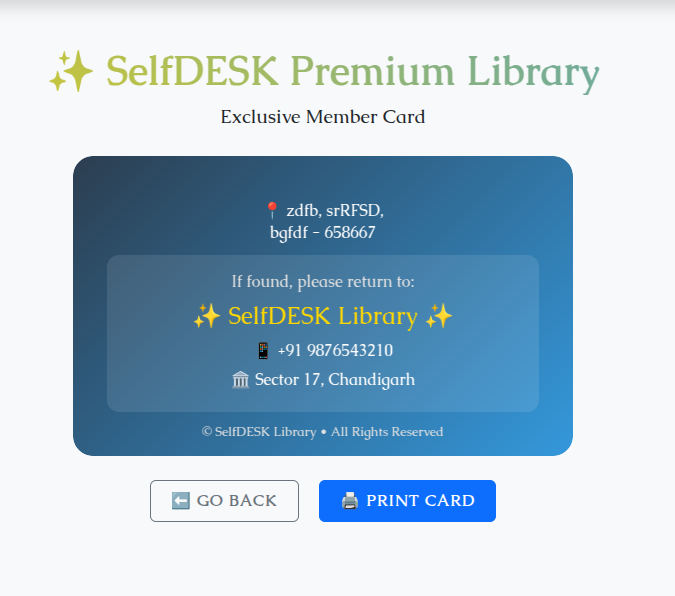 ✨ SelfDESK Premium Library
Exclusive Member Card
📍 zdfb, srRFSD,
bgfdf - 658667
If found, please return to:
✨ SelfDESK Library ✨
📱 +91 9876543210
🏛️ Sector 17, Chandigarh
© SelfDESK Library • All Rights Reserved
⬅️ GO BACK
🖨️ PRINT CARD